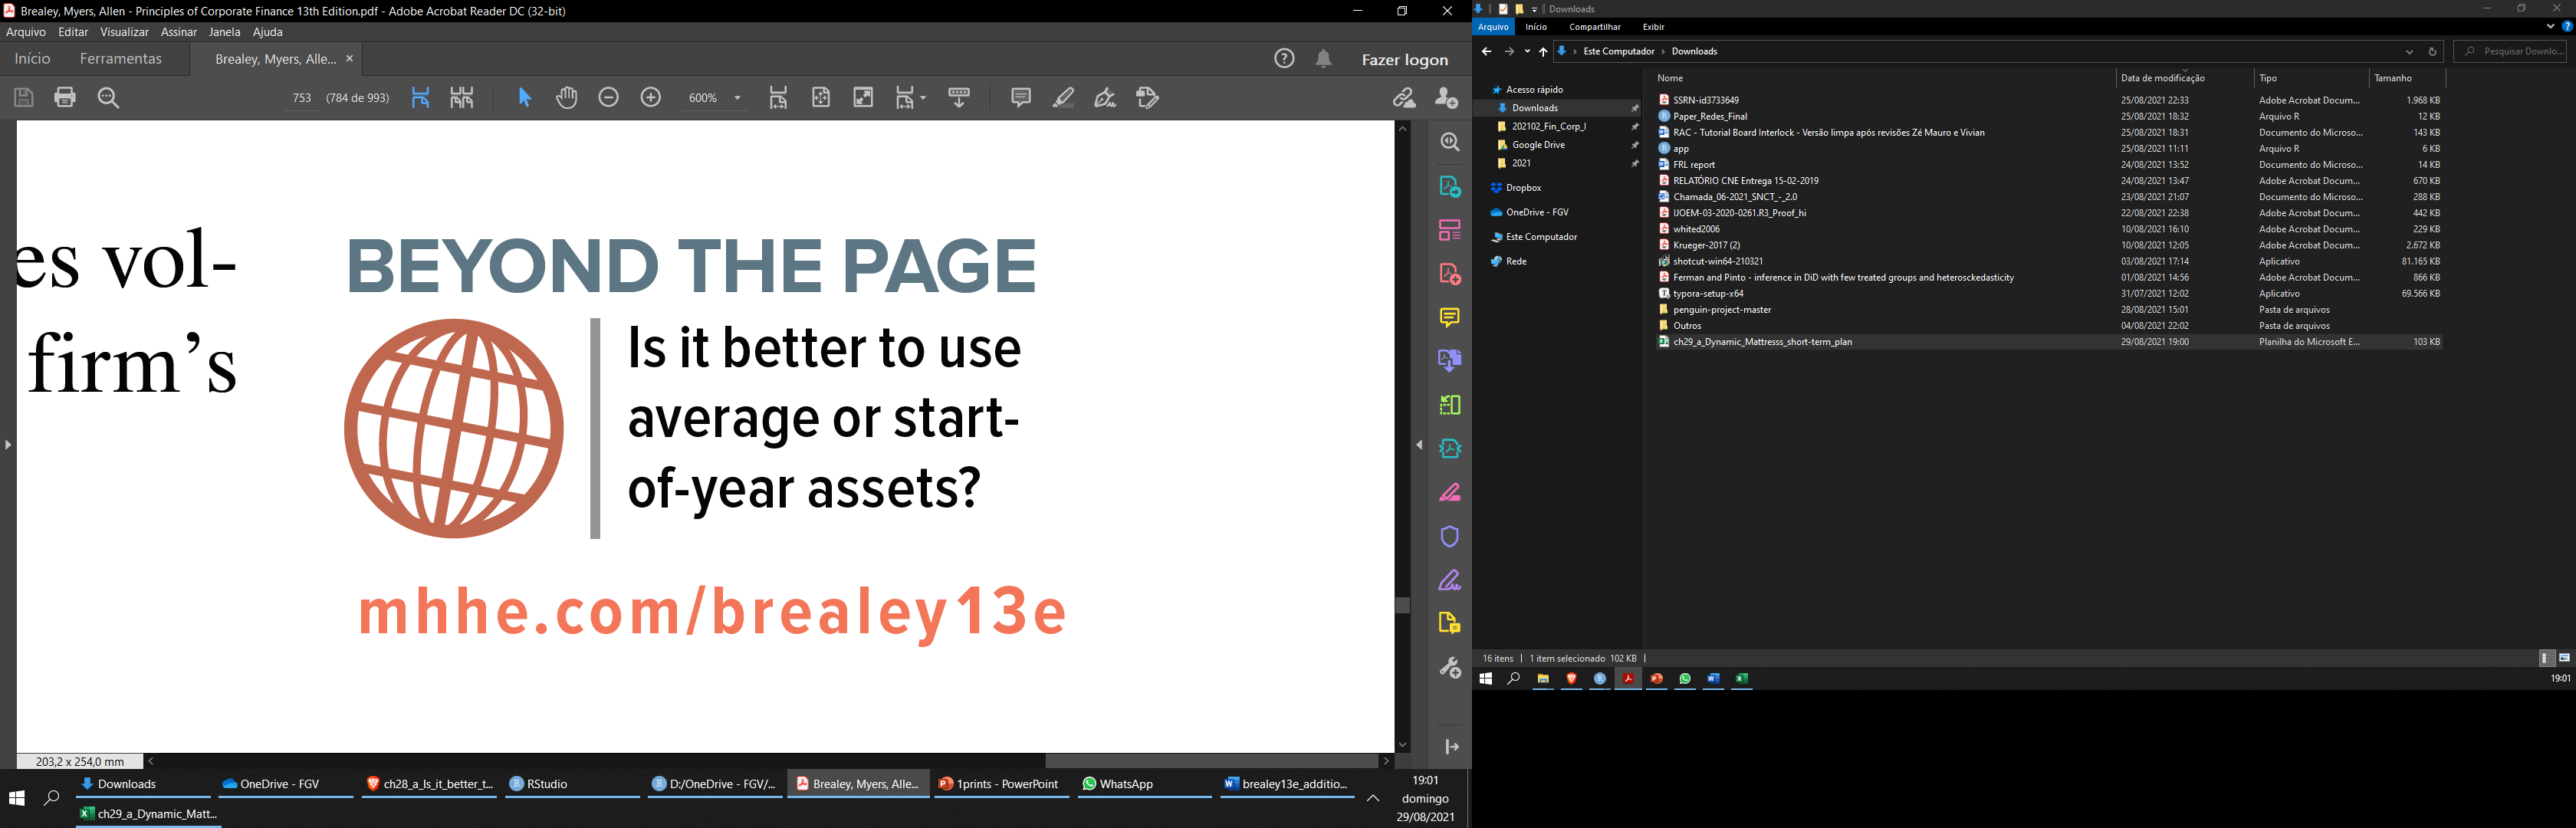 Brealey, Myers, Allen - Principles of Corporate Finance 13th Edition.pdf - Adobe Acrobat Reader DC (32-bit)
Arquivo Editar Visualizar Assinar Janela Ajuda
Início Ferramentas Brealey, Myers, Alle... × Fazer logon
753 (784 de 993) 600%
es vol-
firm's
BEYOND THE PAGE
Is it better to use
average or start-
of-year assets?
mhhe.com/brealey13e
203,2 x 254,0 mm
Downloads OneDrive - FGV ch28_a_Is_it_better_t... RStudio D:/OneDrive - FGV/... Brealey, Myers, Alle... 1prints - PowerPoint WhatsApp brealey13e_additio...
ch29_a_Dynamic_Matt...
19:01
domingo
29/08/2021
Downloads
Arquivo Início Compartilhar Exibir
Este Computador › Downloads Pesquisar Downlo...
Acesso rápido
Downloads
202102_Fin_Corp_I
Google Drive
2021
Dropbox
OneDrive - FGV
Este Computador
Rede
Nome Data de modificação Tipo Tamanho
SSRN-id3733649 25/08/2021 22:33 Adobe Acrobat Docum... 1.968 KB
Paper_Redes_Final 25/08/2021 18:32 Arquivo R 12 KB
RAC - Tutorial Board Interlock - Versão limpa após revisões Zé Mauro e Vivian 25/08/2021 18:31 Documento do Microso... 143 KB
app 25/08/2021 11:11 Arquivo R 6 KB
FRL report 24/08/2021 13:52 Documento do Microso... 14 KB
RELATÓRIO CNE Entrega 15-02-2019 24/08/2021 13:47 Adobe Acrobat Docum... 670 KB
Chamada_06-2021_SNCT_-_2.0 23/08/2021 21:07 Documento do Microso... 288 KB
IJOEM-03-2020-0261.R3_Proof_hi 22/08/2021 22:38 Adobe Acrobat Docum... 442 KB
whited2006 10/08/2021 16:10 Adobe Acrobat Docum... 229 KB
Krueger-2017 (2) 10/08/2021 12:05 Adobe Acrobat Docum... 2.672 KB
shotcut-win64-210321 03/08/2021 17:14 Aplicativo 81.165 KB
Ferman and Pinto - inference in DiD with few treated groups and heterosckedasticity 01/08/2021 14:56 Adobe Acrobat Docum... 866 KB
typora-setup-x64 31/07/2021 12:02 Aplicativo 69.566 KB
penguin-project-master 28/08/2021 15:01 Pasta de arquivos
Outros 04/08/2021 22:02 Pasta de arquivos
ch29_a_Dynamic_Mattresss_short-term_plan 29/08/2021 19:00 Planilha do Microsoft E... 103 KB
16 itens 1 item selecionado 102 KB
19:01